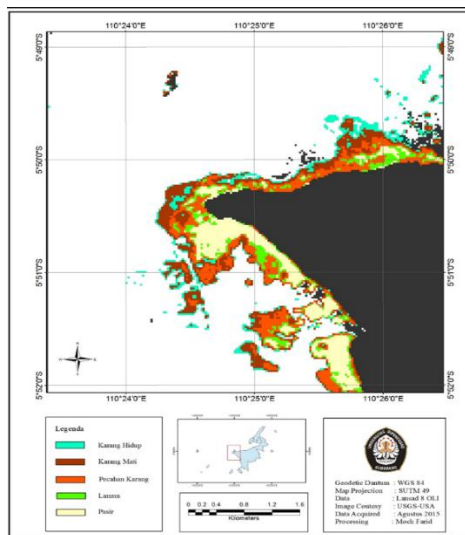 110°24'0"E 110°25'0"E 110°26'0"E
5°49'0"S 5°49'0"S
5°50'0"S 5°50'0"S
5°51'0"S 5°51'0"S
5°52'0"S 5°52'0"S
110°24'0"E 110°25'0"E 110°26'0"E
Legenda
Karang Hidup
Karang Mati
Pecahan Karang
Lamun
Pasir
0 0.2 0.4 0.8 1.2 1.6
Kilometers
Geodetic Dantum : WGS 84
Map Projection : SUTM 49
Data : Lansad 8 OLI
Image Courtesy : USGS-USA
Data Acquired : Agustus 2015
Processing : Moch Farid